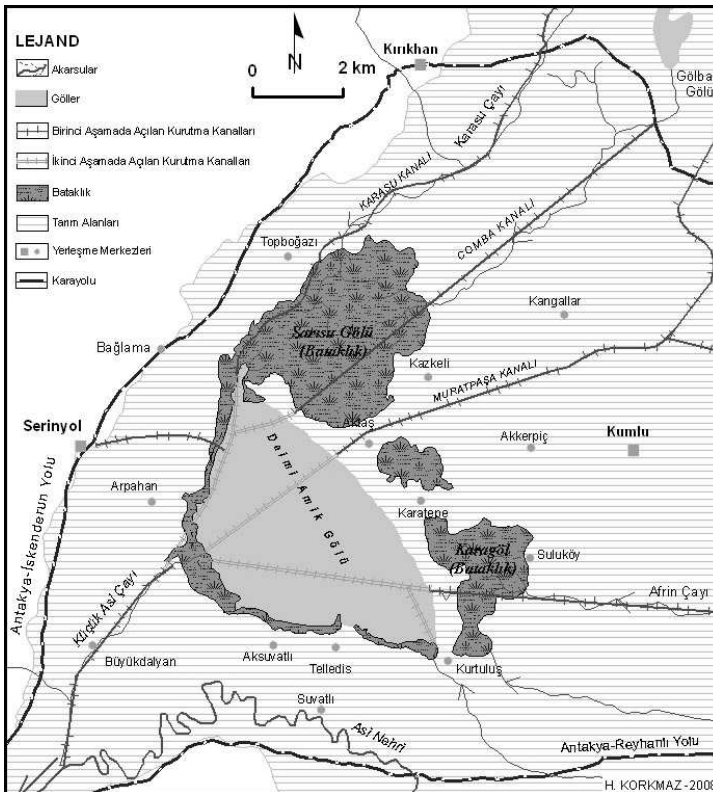 LEJAND
Akarsular
Göller
Birinci Aşamada Açılan Kurutma Kanalları
İkinci Aşamada Açılan Kurutma Kanalları
Bataklık
Tarım Alanları
Yerleşme Merkezleri
Karayolu
N
0 2 km
Kırıkhan
Gölba
Gölü
Karasu Çayı
KARASU KANALI
COMBA KANALI
Topboğazı
Kangallar
Sarısu Gölü
(Bataklık)
Bağlama
Kazkeli
MURATPAŞA KANALI
Serinyol
Aktaş
Akkerpiç
Kumlu
Daimi Amik Gölü
Arpahan
Karatepe
Karagöl
(Bataklık)
Suluköy
Antakya-İskenderun Yolu
Afrin Çayı
Küçük Asi Çayı
Büyükdalyan
Aksuvatlı
Telledis
Kurtuluş
Suvatlı
Asi Nehri
Antakya-Reyhanlı Yolu
H. KORKMAZ-2008